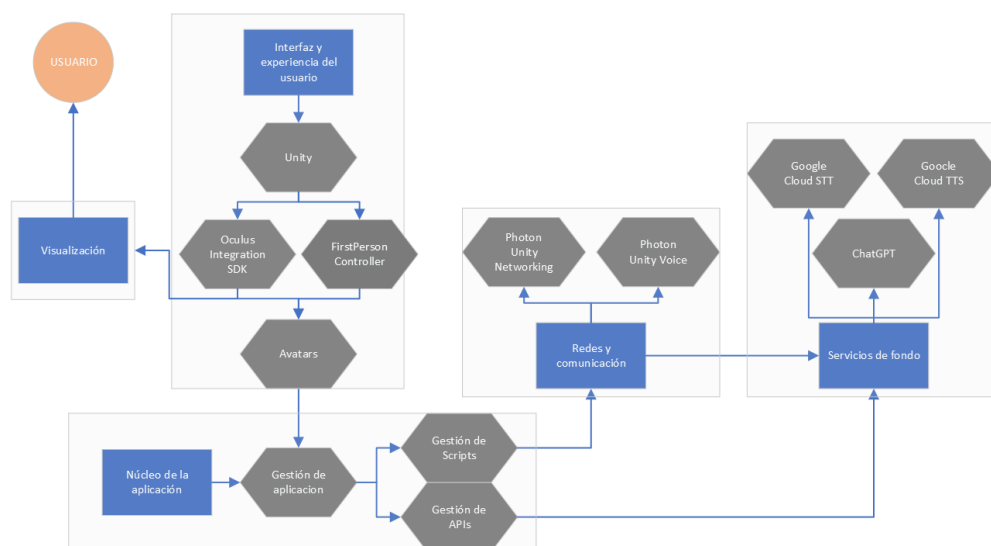 USUARIO
Interfaz y
experiencia del
usuario
Unity
Oculus
Integration
SDK
FirstPerson
Controller
Visualización
Avatars
Photon
Unity
Networking
Photon
Unity Voice
Redes y
comunicación
Google
Cloud STT
Goocle
Cloud TTS
ChatGPT
Servicios de fondo
Núcleo de la
aplicación
Gestión de
aplicacion
Gestión de
Scripts
Gestión de
APIs